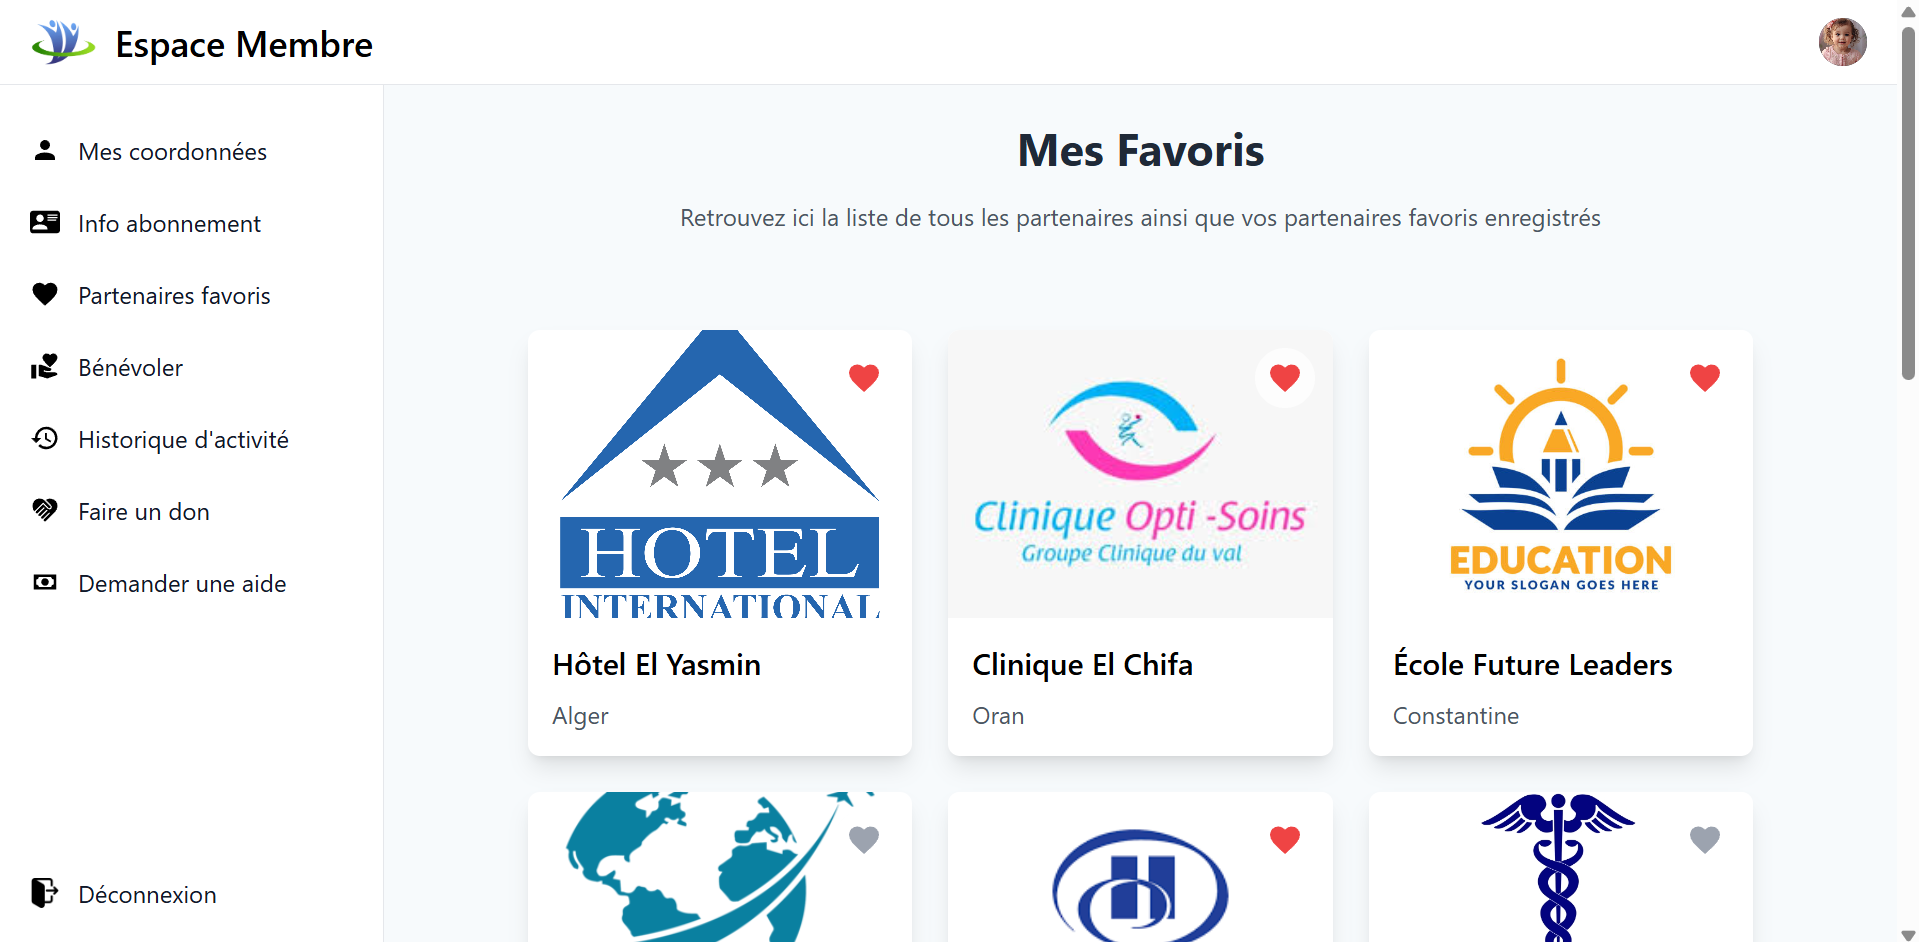 Espace Membre
Mes coordonnées
Info abonnement
Partenaires favoris
Bénévoler
Historique d'activité
Faire un don
Demander une aide
Déconnexion
Mes Favoris
Retrouvez ici la liste de tous les partenaires ainsi que vos partenaires favoris enregistrés
HOTEL
INTERNATIONAL
Hôtel El Yasmin
Alger
Clinique Opti -Soins
Groupe Clinique du val
Clinique El Chifa
Oran
EDUCATION
YOUR SLOGAN GOES HERE
École Future Leaders
Constantine
H